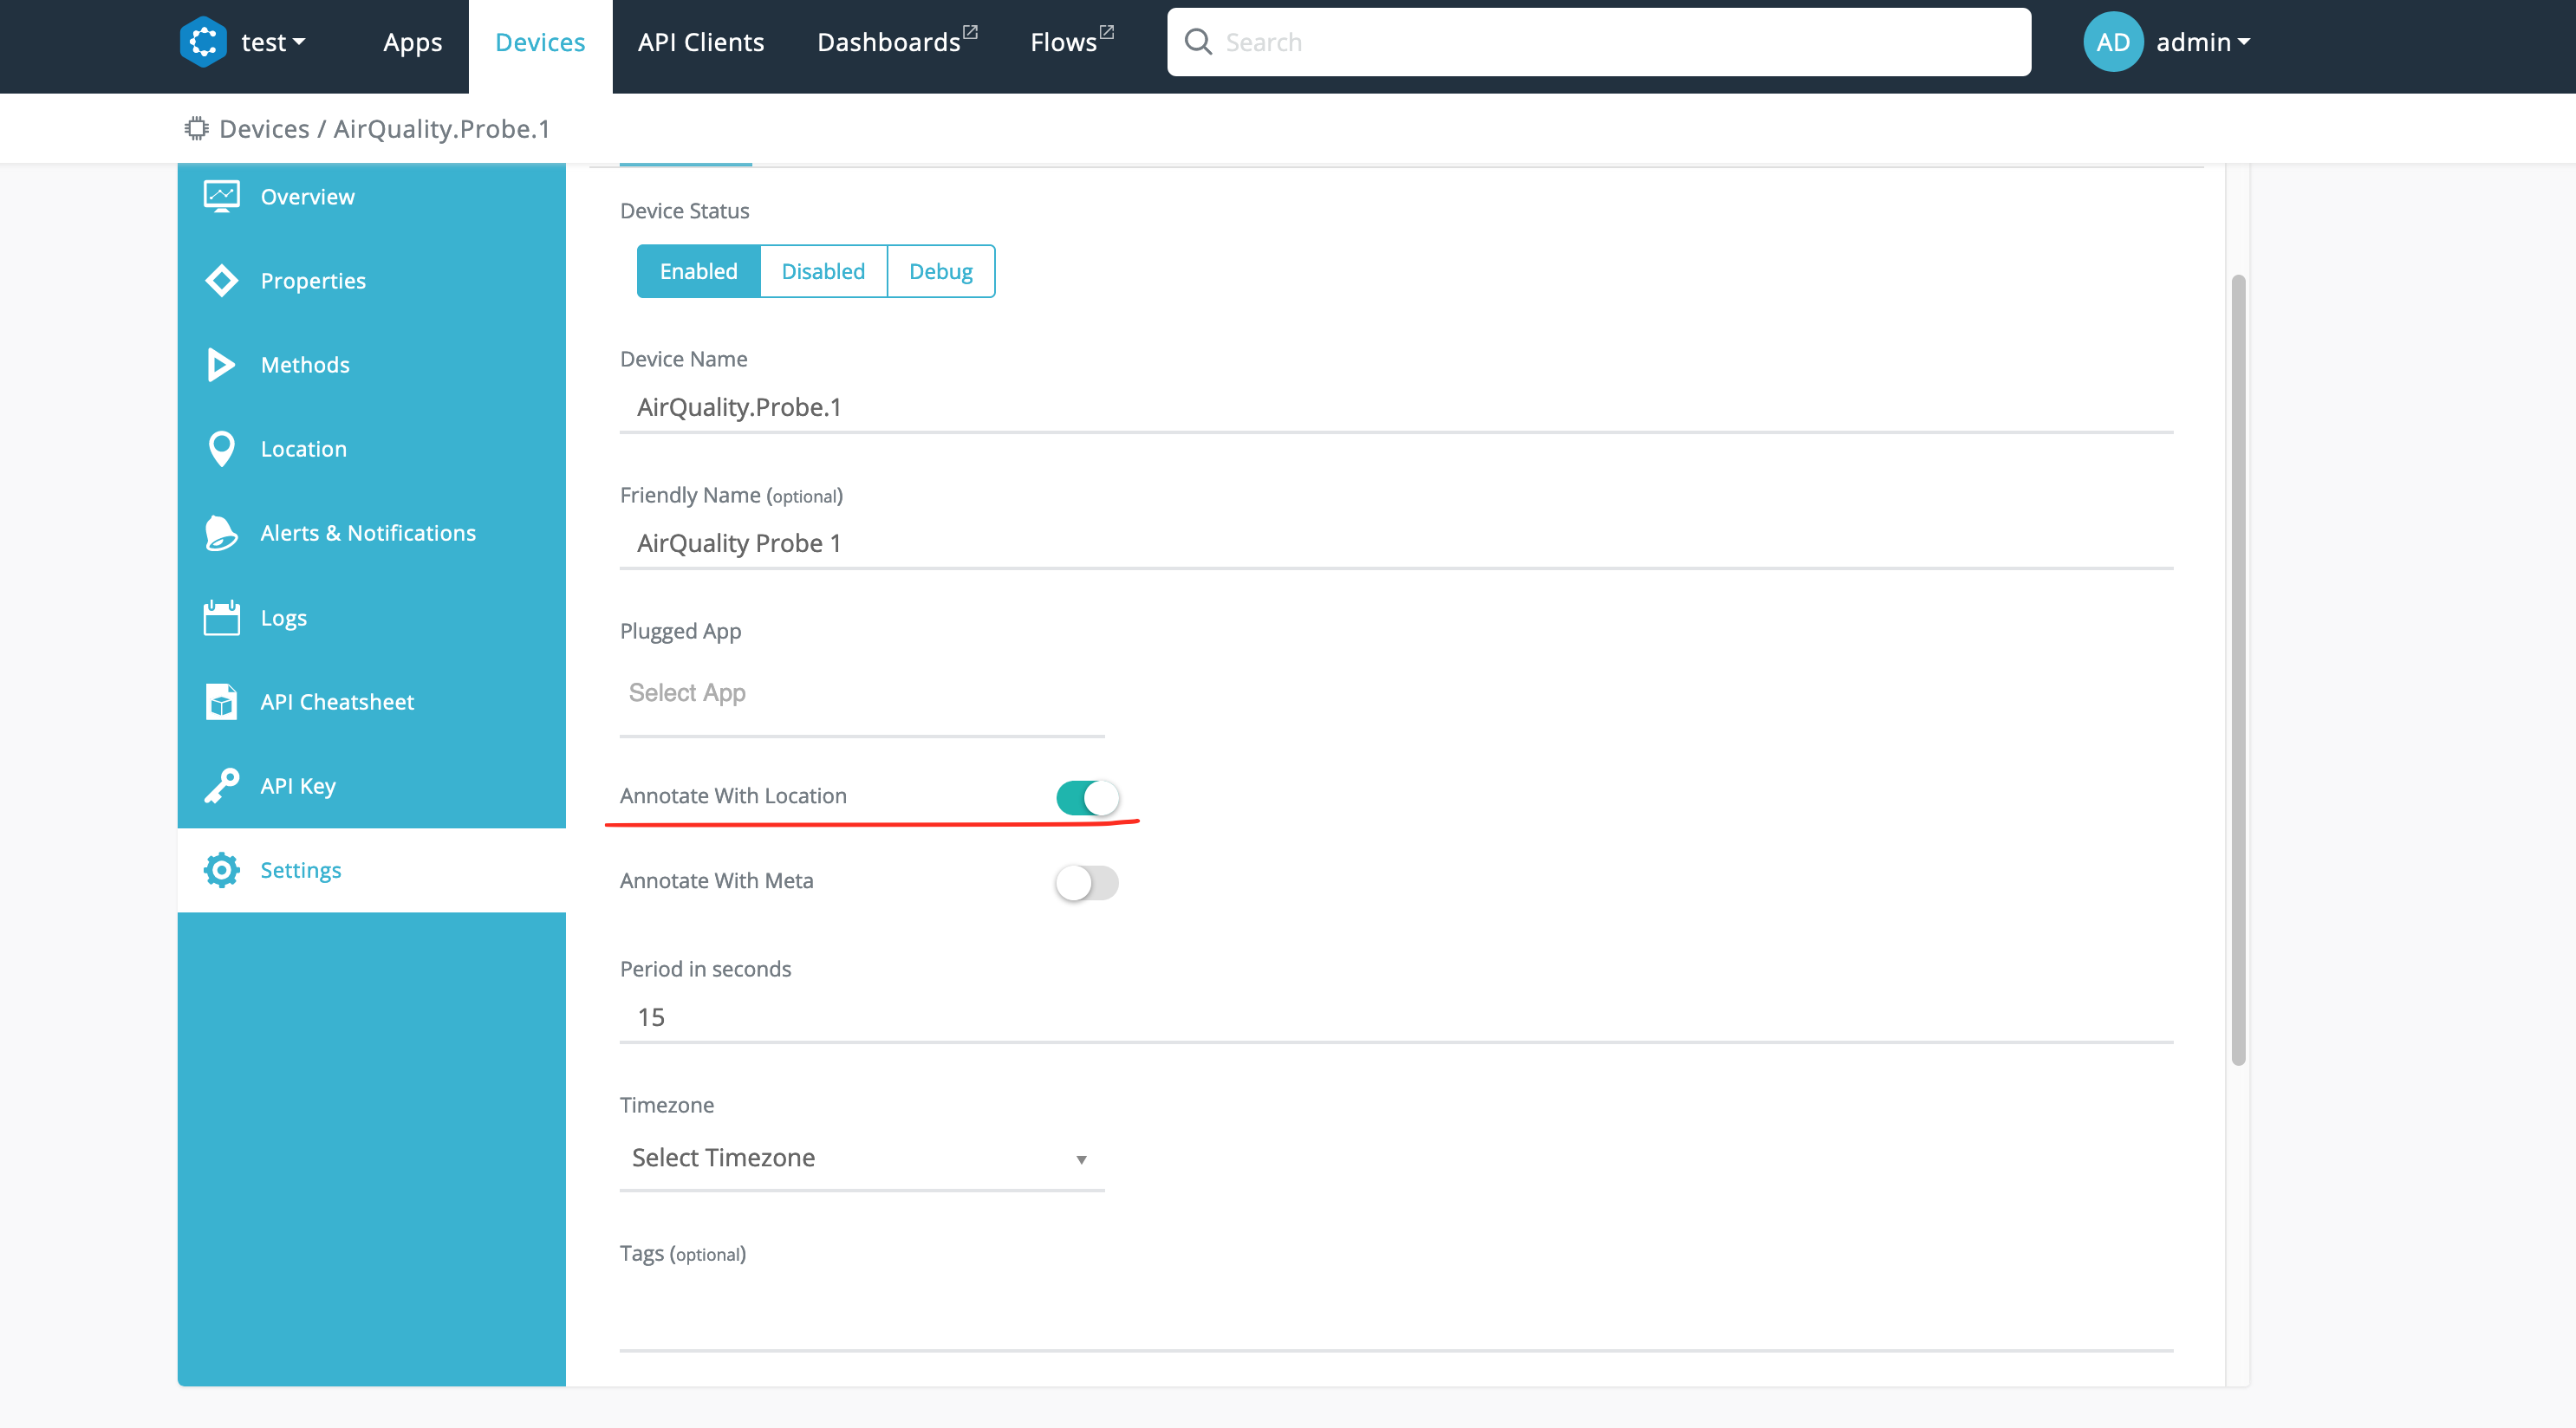 test Apps Devices API Clients Dashboards Flows Search AD admin
Devices / AirQuality.Probe.1
Overview
Properties
Methods
Location
Alerts & Notifications
Logs
API Cheatsheet
API Key
Settings
Device Status
Enabled Disabled Debug
Device Name
AirQuality.Probe.1
Friendly Name (optional)
AirQuality Probe 1
Plugged App
Select App
Annotate With Location
Annotate With Meta
Period in seconds
15
Timezone
Select Timezone
Tags (optional)